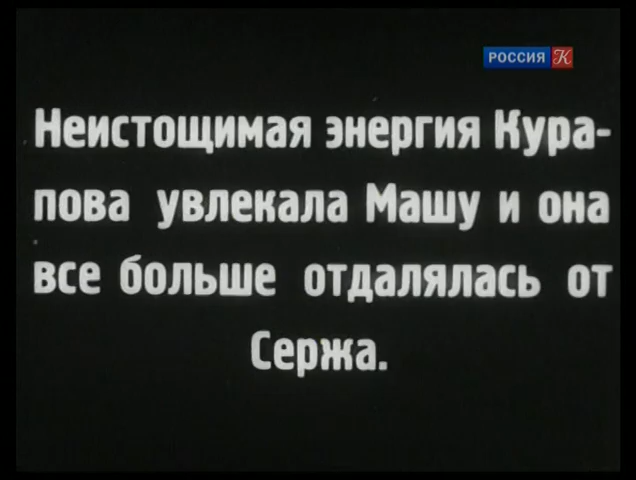 РОССИЯ К
Неистощимая энергия Кура-
пова увлекала Машу и она
все больше отдалялась от
Сержа.